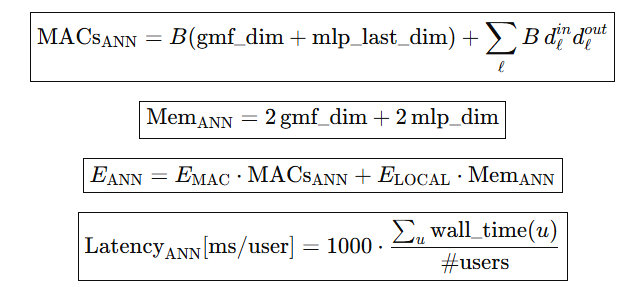 MACs_ANN = B(gmf_dim + mlp_last_dim) + ∑_ℓ B d_ℓ^in d_ℓ^out
Mem_ANN = 2 gmf_dim + 2 mlp_dim
E_ANN = E_MAC · MACs_ANN + E_LOCAL · Mem_ANN
Latency_ANN[ms/user] = 1000 · ∑_u wall_time(u) / #users